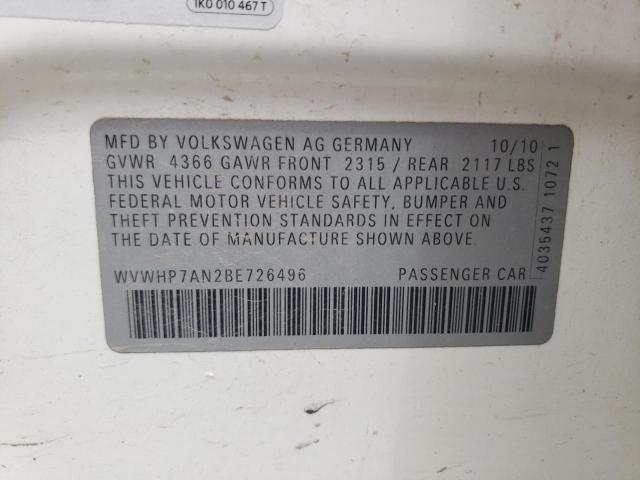 1K0 010 467 T
MFD BY VOLKSWAGEN AG GERMANY 10/10
GVWR 4366 GAWR FRONT 2315 / REAR 2117 LBS
THIS VEHICLE CONFORMS TO ALL APPLICABLE U.S.
FEDERAL MOTOR VEHICLE SAFETY, BUMPER AND
THEFT PREVENTION STANDARDS IN EFFECT ON
THE DATE OF MANUFACTURE SHOWN ABOVE.
WVWHP7AN2BE726496 PASSENGER CAR
4035437 1072 1